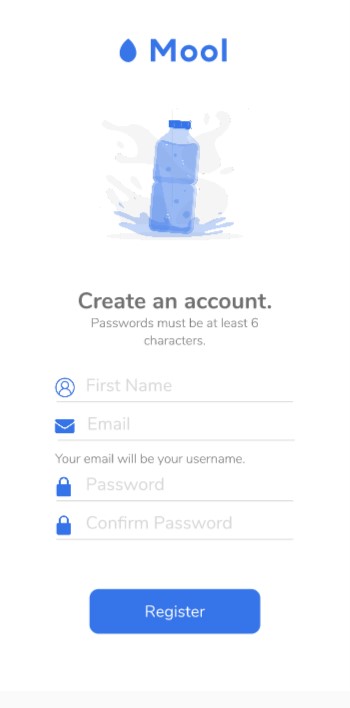 Mool
Create an account.
Passwords must be at least 6
characters.
First Name
Email
Your email will be your username.
Password
Confirm Password
Register